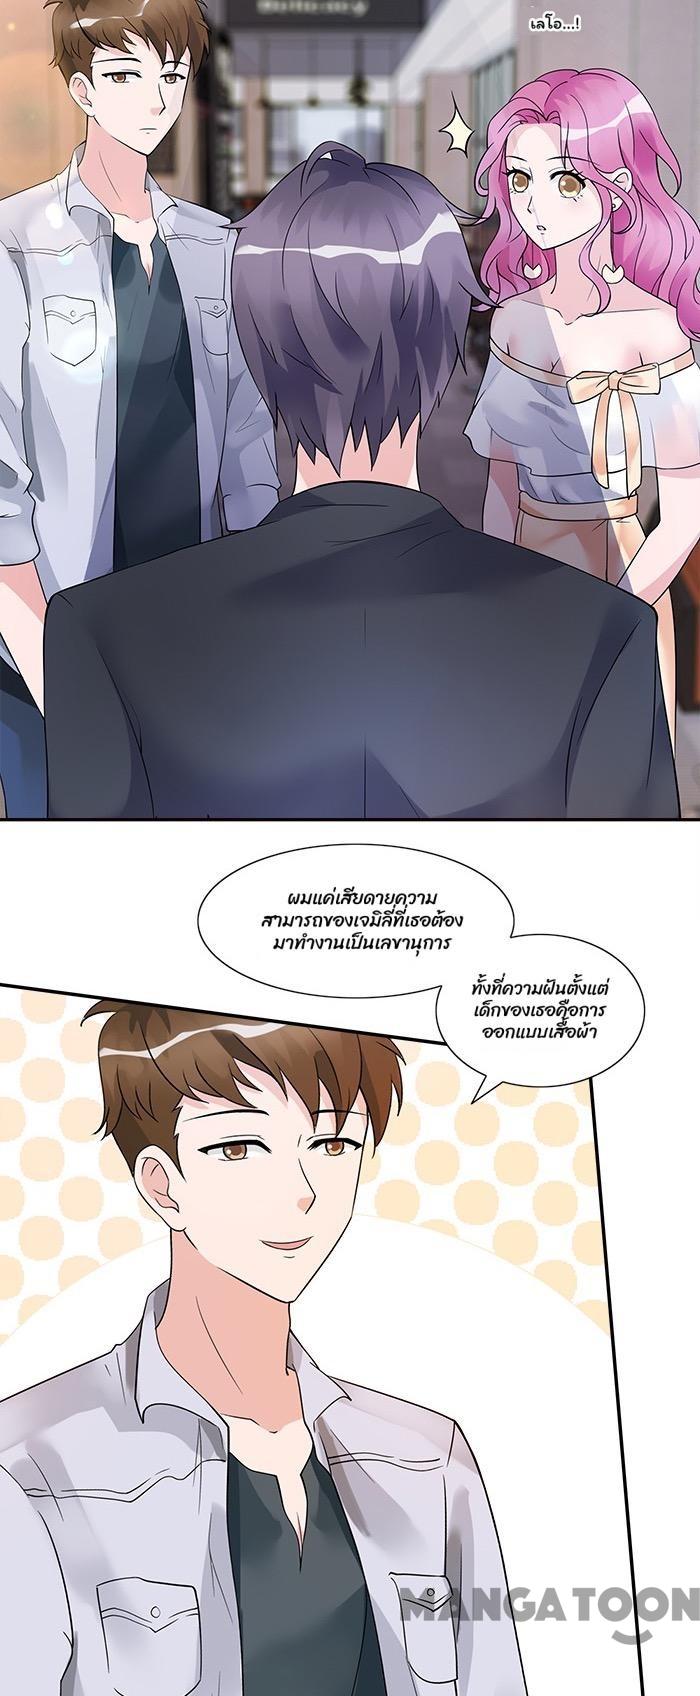 Delicacy
เลโอ...!
ผมแค่เสียดายความ
สามารถของเจมิลี่ที่เธอต้อง
มาทำงานเป็นเลขานุการ
ทั้งที่ความฝันตั้งแต่
เด็กของเธอคือการ
ออกแบบเสื้อผ้า
MANGATOON